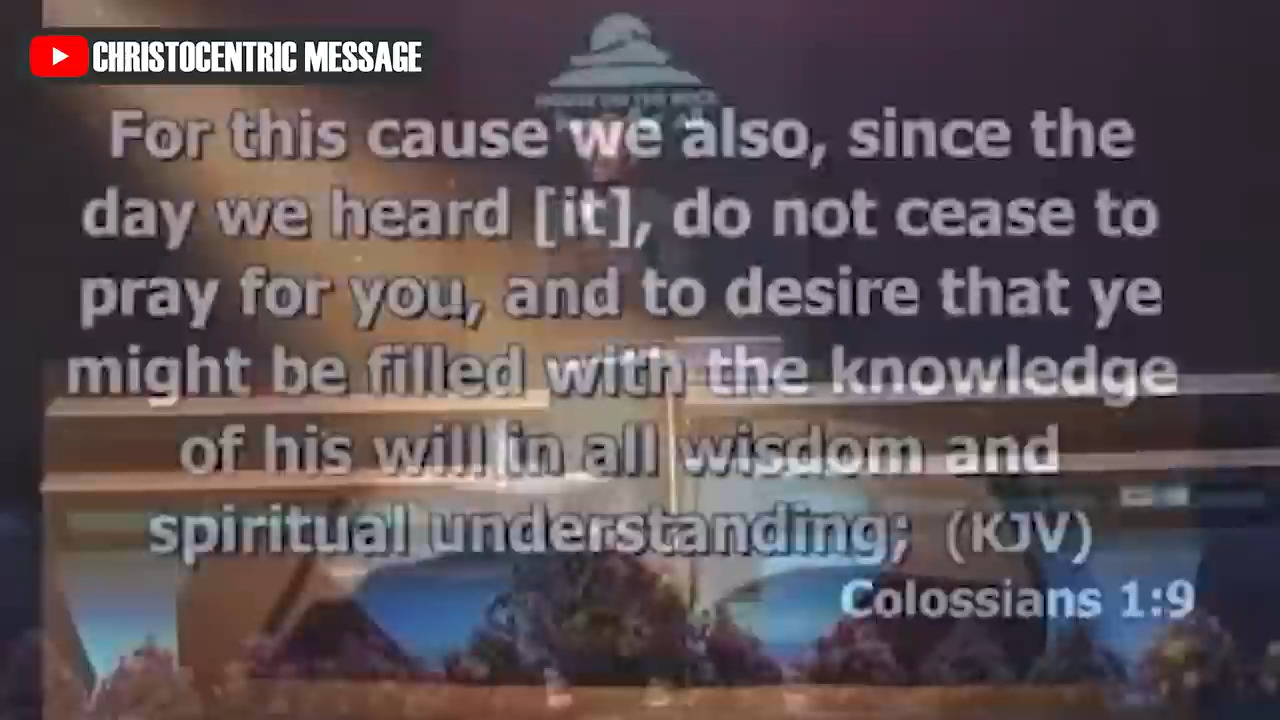 CHRISTOCENTRIC MESSAGE
For this cause we also, since the
day we heard [it], do not cease to
pray for you, and to desire that ye
might be filled with the knowledge
of his will in all wisdom and
spiritual understanding; (KJV)
Colossians 1:9